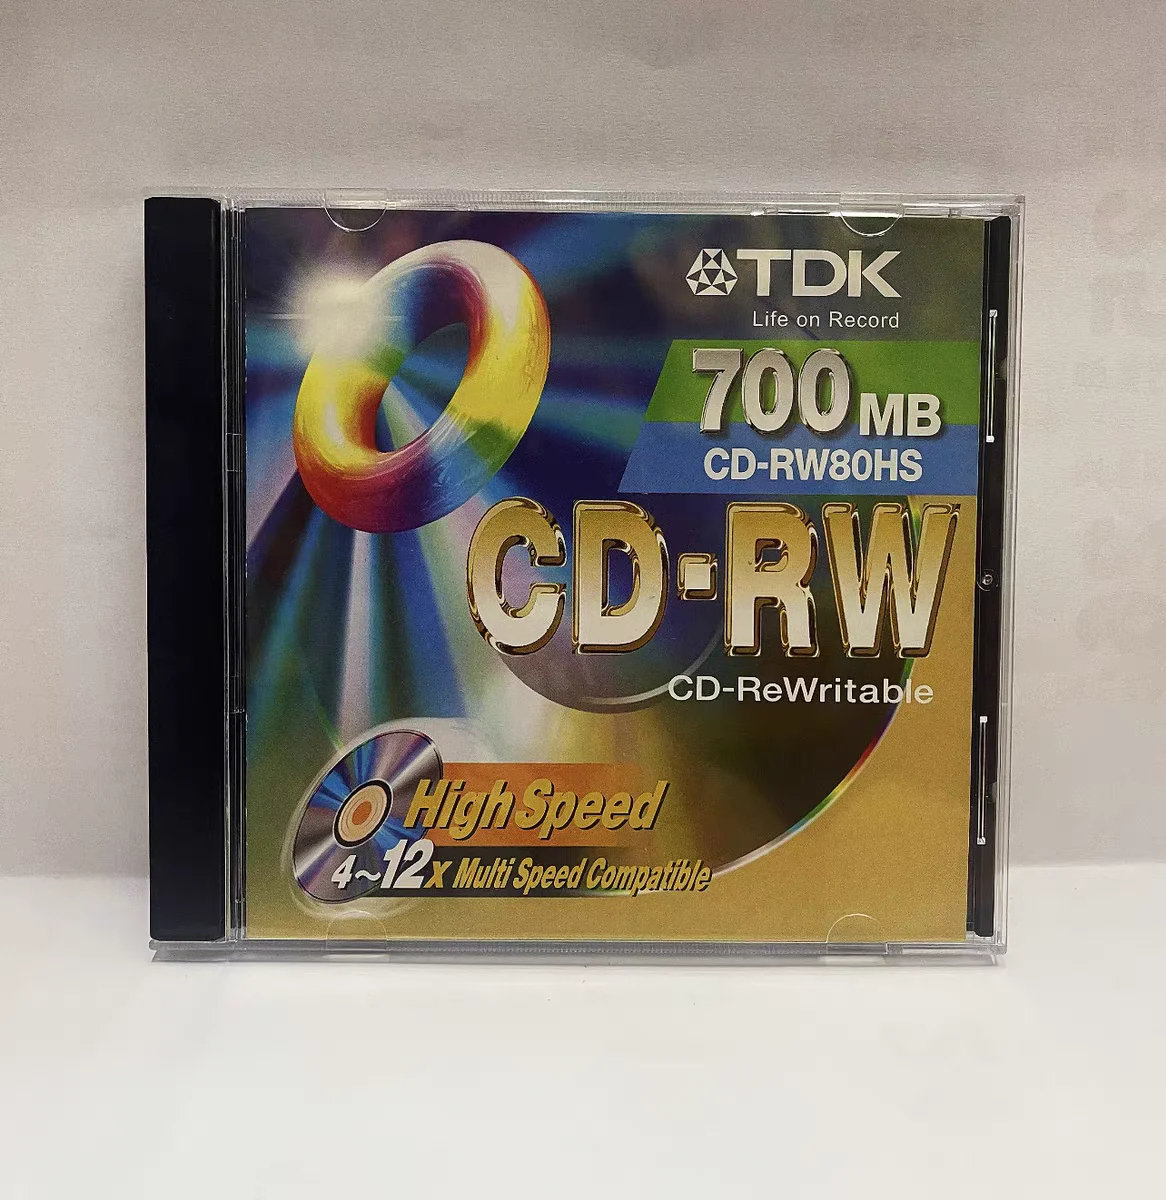 TDK
Life on Record
700 MB
CD-RW80HS
CD-RW
CD-ReWritable
High Speed
4~12x Multi Speed Compatible